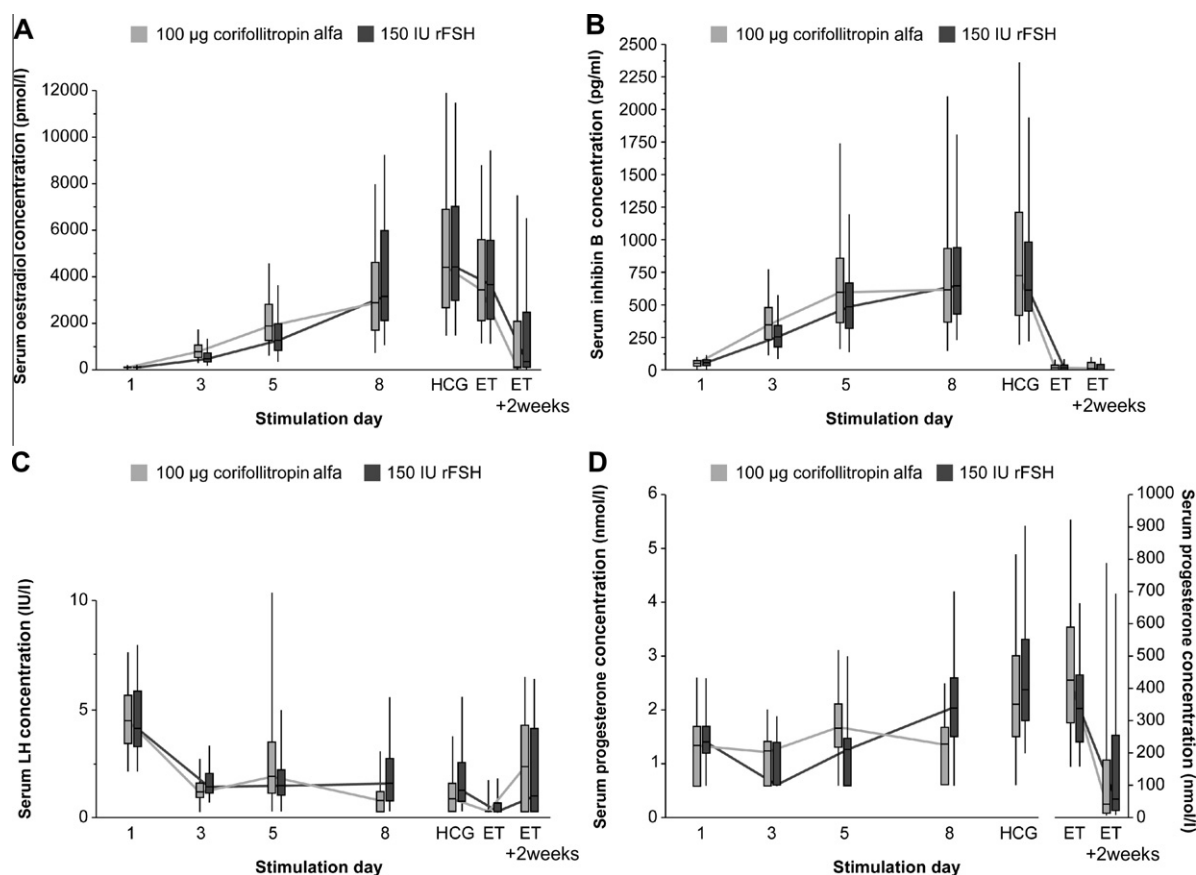 A
100 µg corifollitropin alfa 150 IU rFSH
Serum oestradiol concentration (pmol/l)
12000
10000
8000
6000
4000
2000
0
1 3 5 8 HCG ET ET
+2weeks
Stimulation day
B
100 µg corifollitropin alfa 150 IU rFSH
Serum inhibin B concentration (pg/ml)
2500
2250
2000
1750
1500
1250
1000
750
500
250
0
1 3 5 8 HCG ET ET
+2weeks
Stimulation day
C
100 µg corifollitropin alfa 150 IU rFSH
Serum LH concentration (IU/l)
10
5
0
1 3 5 8 HCG ET ET
+2weeks
Stimulation day
D
100 µg corifollitropin alfa 150 IU rFSH
Serum progesterone concentration (nmol/l)
6
5
4
3
2
1
0
1 3 5 8 HCG ET ET
+2weeks
Stimulation day
1000
900
800
700
600
500
400
300
200
100
0
Serum progesterone concentration (nmol/l)